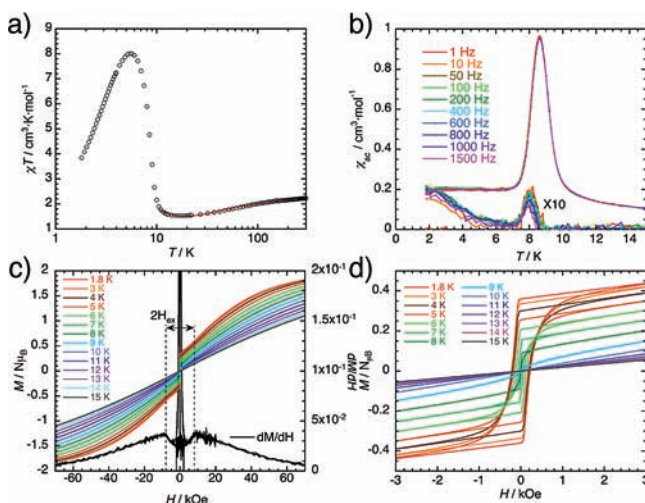 a)
χT / cm³·K·mol⁻¹
9
8
7
6
5
4
3
2
1
1
10
100
T / K
b)
χac / cm³·mol⁻¹
1
0.8
0.6
0.4
0.2
0
1 Hz
10 Hz
50 Hz
100 Hz
200 Hz
400 Hz
600 Hz
800 Hz
1000 Hz
1500 Hz
X10
0 2 4 6 8 10 12 14
T / K
c)
M / NμB
2
1.5
1
0.5
0
-0.5
-1
-1.5
-2
1.8 K
3 K
4 K
5 K
6 K
7 K
8 K
9 K
10 K
11 K
12 K
13 K
14 K
15 K
2Hex
dM/dH
2x10⁻¹
1.5x10⁻¹
1x10⁻¹
5x10⁻²
0
dM/dH
-60 -40 -20 0 20 40 60
H / kOe
d)
M / NμB
0.4
0.2
0
-0.2
-0.4
1.8 K
3 K
4 K
5 K
6 K
7 K
8 K
9 K
10 K
11 K
12 K
13 K
14 K
15 K
-3 -2 -1 0 1 2 3
H / kOe